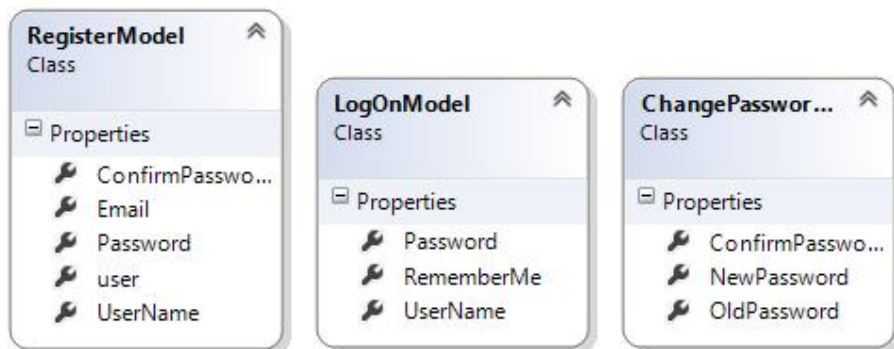 RegisterModel
Class
Properties
ConfirmPasswo...
Email
Password
user
UserName
LogOnModel
Class
Properties
Password
RememberMe
UserName
ChangePasswor...
Class
Properties
ConfirmPasswo...
NewPassword
OldPassword